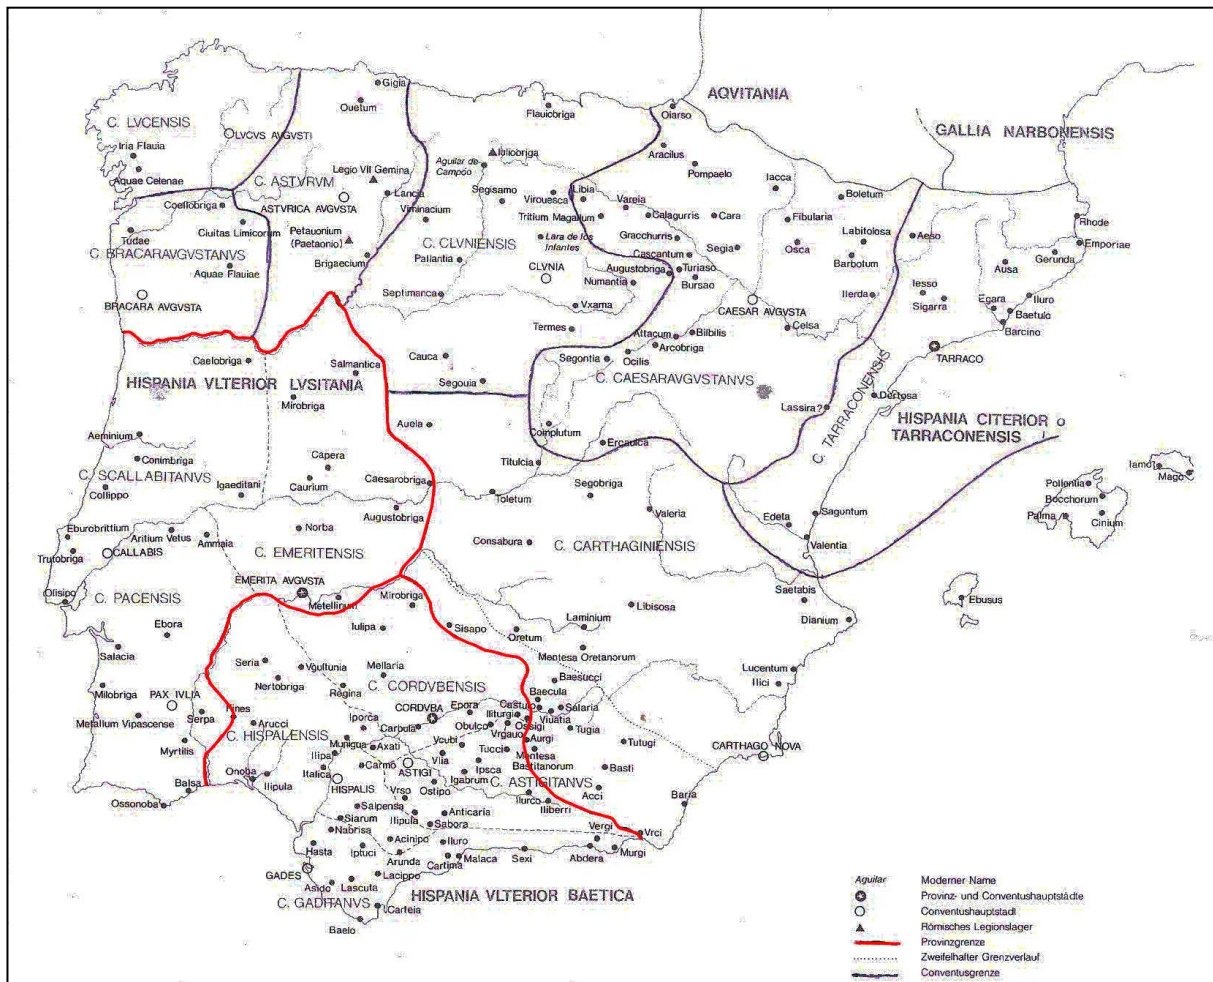 AQVITANIA
GALLIA NARBONENSIS
Gigia
Ouetum
Flauiobriga
Oiarso
C. LVCENSIS
LVCVS AVGVSTI
Iria Flauia
Aquae Celenae
Legio VII Gemina
C. ASTVRVM
ASTVRICA AVGVSTA
Lancia
Aguilar de
Campoo
Iuliobriga
Segisamo
Virouesca
Libia
Aracilus
Pompaelo
Vareia
Iacca
Boletum
Coeliobriga
Ciuitas Limicorum
Tudae
C. BRACARAVGVSTANVS
Aquae Flauiae
BRACARA AVGVSTA
Petauonium
(Paetaonio)
Brigaecium
Viminacium
C. CLVNIENSIS
Pallantia
Tritium Magallum
Lara de los
Infantes
CLVNIA
Calagurris
Cara
Gracchurris
Segia
Cascantum
Augustobriga
Turiaso
Bursao
Numantia
Fibularia
Osca
Labitolosa
Barbotum
Aeso
Rhode
Emporiae
Gerunda
Ausa
Septimanca
Vxama
CAESAR AVGVSTA
Celsa
Ilerda
Iesso
Sigarra
Egara
Iluro
Baetulo
Barcino
TARRACO
Caelobriga
Salmantica
Cauca
Termes
Attacum
Bilbilis
Arcobriga
Segontia
Ocilis
HISPANIA VLTERIOR LVSITANIA
Mirobriga
Segouia
C. CAESARAVGVSTANVS
C. TARRACONENSIS
Lassira?
Dertosa
HISPANIA CITERIOR
TARRACONENSIS
Auela
Complutum
Ercauica
Aeminium
Conimbriga
C. SCALLABITANVS
Collippo
Igaeditani
Capera
Caurium
Caesarobriga
Titulcia
Toletum
Segobriga
Augustobriga
Valeria
Edeta
Saguntum
Valentia
Iamo
Mago
Pollentia
Bocchorum
Palma
Cinium
Eburobrittium
Aritium Vetus
Ammaia
Norba
Trutobriga
CALLABIS
C. EMERITENSIS
Consabura
C. CARTHAGINIENSIS
Olisipo
C. PACENSIS
EMERITA AVGVSTA
Metellinum
Mirobriga
Libisosa
Saetabis
Dianium
Ebusus
Ebora
Salacia
Iulipa
Sisapo
Oretum
Laminium
Mentesa Oretanorum
Seria
Vgultunia
Nertobriga
Mellaria
Regina
C. CORDVBENSIS
Baesucci
Lucentum
Ilici
Milobriga
PAX IVLIA
Metallum Vipascense
Serpa
Fines
Arucci
C. HISPALENSIS
Iporca
Carbula
CORDVBA
Epora
Obulco
Iliturgi
Castulo
Baecula
Salaria
Viuatia
Ossigi
Vrgauo
Aurgi
Tugia
Tutugi
CARTHAGO NOVA
Myrtilis
Munigua
Axati
Ilipa
Italica
Carmo
Vcubi
Vlia
Tucci
Mentesa
Bastitanorum
Basti
ASTIGI
Ipsca
Igabrum
C. ASTIGITANVS
Acci
Balsa
Ossonoba
Onoba
Ilipula
HISPALIS
Vrso
Ostipo
Ilurco
Iliberri
Baria
Salpensa
Siarum
Nabrisa
Ilipula
Anticaria
Sabora
Acinipo
Iluro
Vergi
Vrci
Hasta
Iptuci
Arunda
Cartima
Malaca
Sexi
Abdera
Murgi
GADES
Asido
Lascuta
Lacippo
HISPANIA VLTERIOR BAETICA
C. GADITANVS
Carteia
Baelo
Aguilar Moderner Name
Provinz- und Conventushauptstädte
Conventushauptstadt
Römisches Legionslager
Provinzgrenze
Zweifelhafter Grenzverlauf
Conventusgrenze